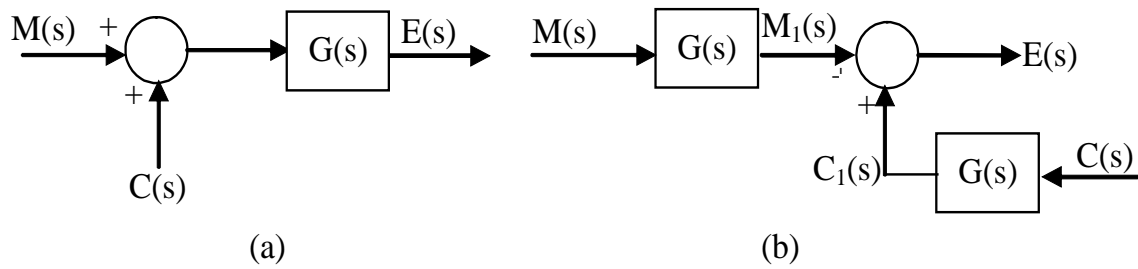 M(s) + G(s) E(s)
+
C(s)
(a)
M(s) G(s) M₁(s) -' E(s)
+
C₁(s) G(s) C(s)
(b)